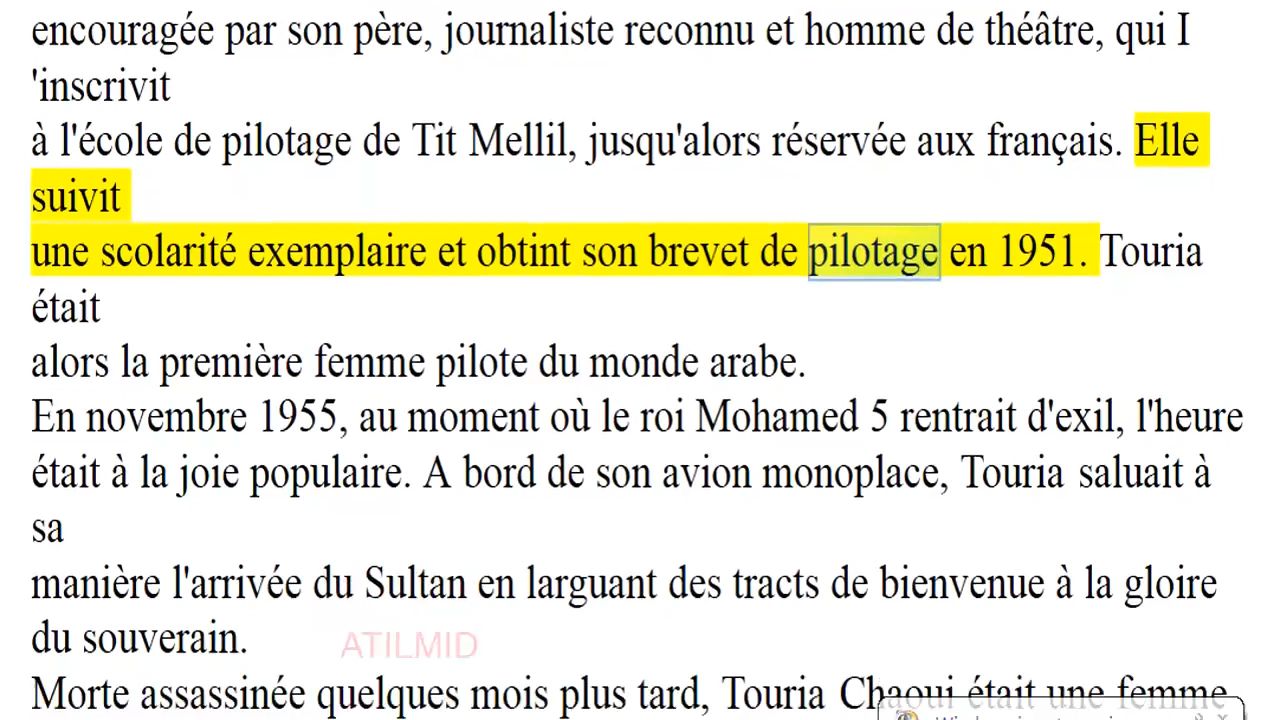 encouragée par son père, journaliste reconnu et homme de théâtre, qui I
'inscrivit
à l'école de pilotage de Tit Mellil, jusqu'alors réservée aux français. Elle
suivit
une scolarité exemplaire et obtint son brevet de pilotage en 1951. Touria
était
alors la première femme pilote du monde arabe.
En novembre 1955, au moment où le roi Mohamed 5 rentrait d'exil, l'heure
était à la joie populaire. A bord de son avion monoplace, Touria saluait à
sa
manière l'arrivée du Sultan en larguant des tracts de bienvenue à la gloire
du souverain.
ATILMID
Morte assassinée quelques mois plus tard, Touria Chaoui était une femme